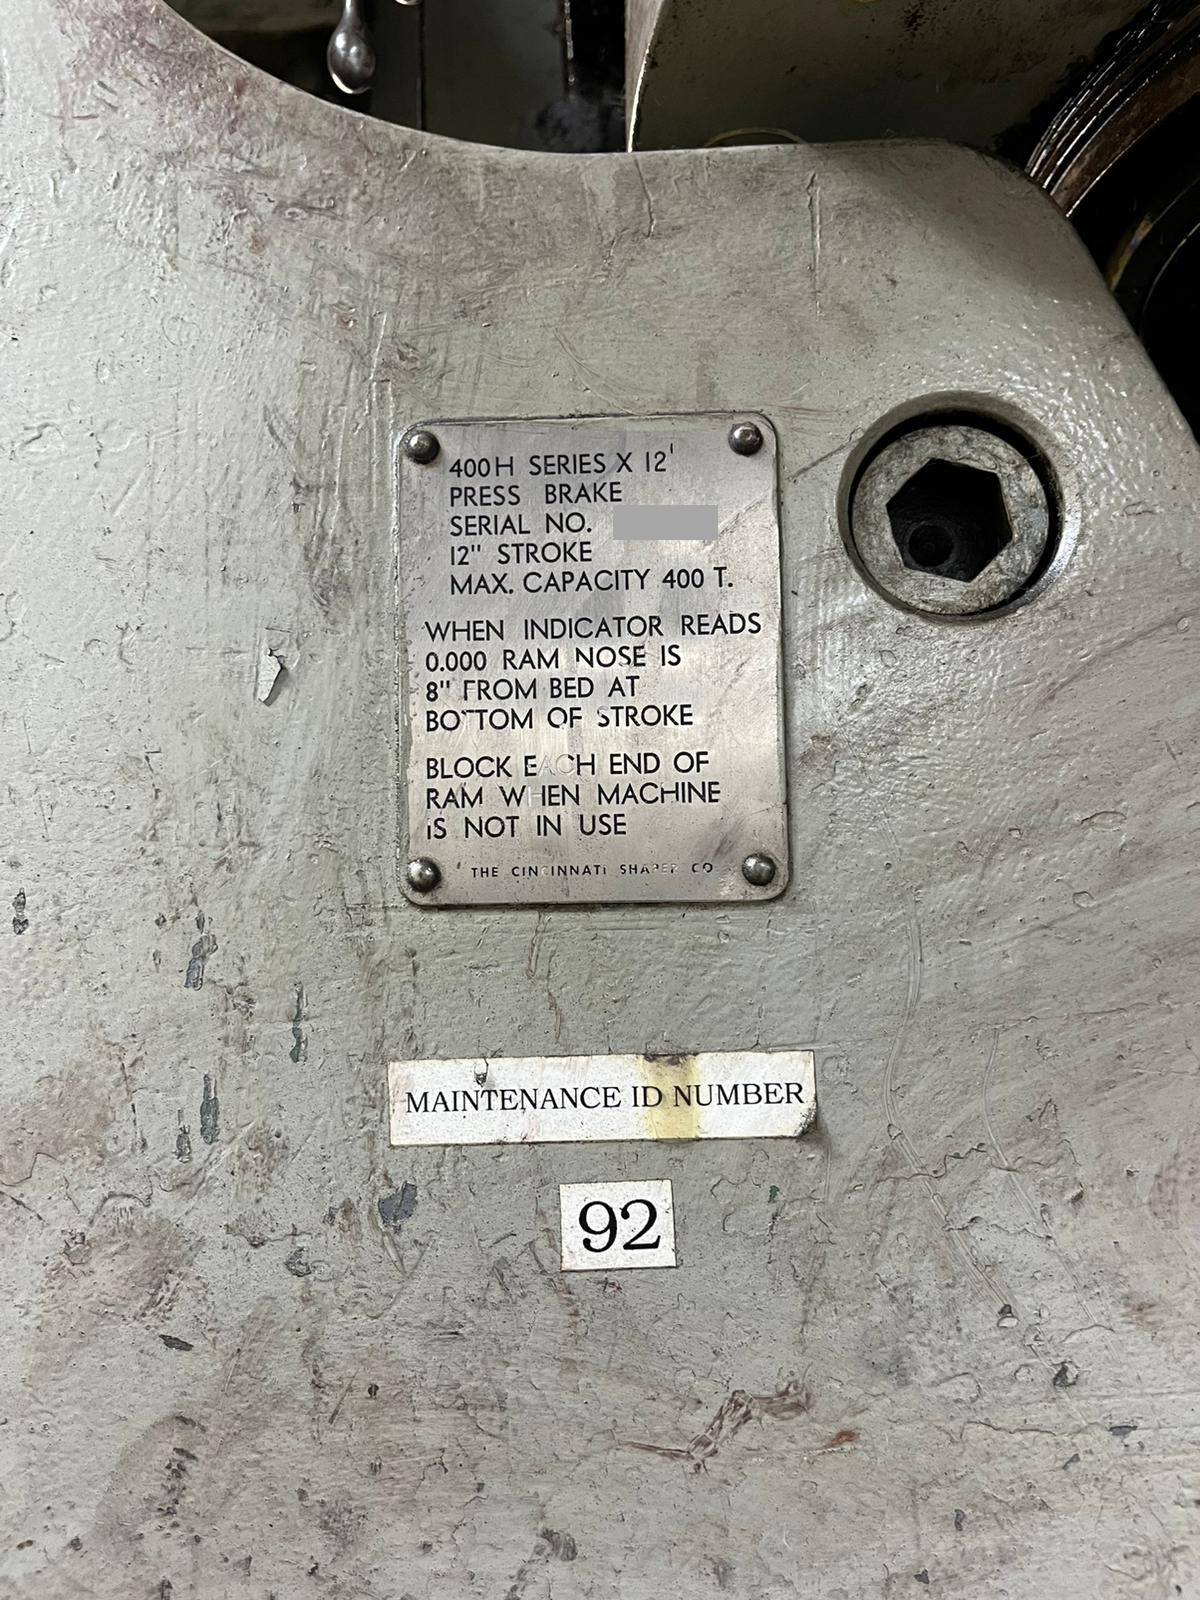 400H SERIES X 12'
PRESS BRAKE
SERIAL NO.
12" STROKE
MAX. CAPACITY 400 T.
WHEN INDICATOR READS
0.000 RAM NOSE IS
8" FROM BED AT
BOTTOM OF STROKE
BLOCK EACH END OF
RAM WHEN MACHINE
IS NOT IN USE
THE CINCINNATI SHAPER CO
MAINTENANCE ID NUMBER
92